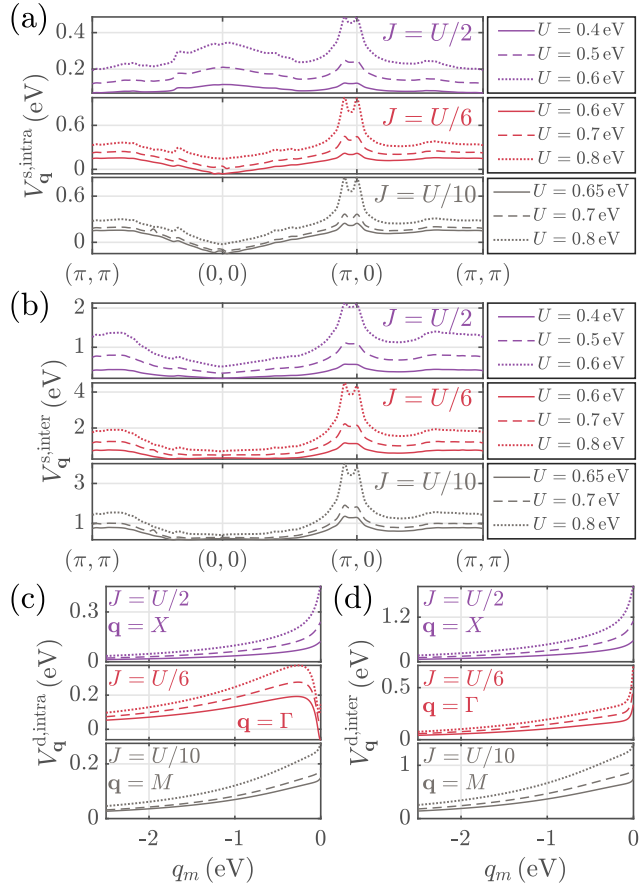 (a)
V_q^{s,intra} (eV)
0.4
0.2
J = U/2
U = 0.4 eV
U = 0.5 eV
U = 0.6 eV
0.6
0
J = U/6
U = 0.6 eV
U = 0.7 eV
U = 0.8 eV
0.6
0
J = U/10
U = 0.65 eV
U = 0.7 eV
U = 0.8 eV
(π, π) (0, 0) (π, 0) (π, π)
(b)
V_q^{s,inter} (eV)
2
1
J = U/2
U = 0.4 eV
U = 0.5 eV
U = 0.6 eV
4
2
J = U/6
U = 0.6 eV
U = 0.7 eV
U = 0.8 eV
3
1
J = U/10
U = 0.65 eV
U = 0.7 eV
U = 0.8 eV
(π, π) (0, 0) (π, 0) (π, π)
(c)
V_q^{d,intra} (eV)
0.3
0
J = U/2
q = X
0.2
0
J = U/6
q = Γ
0.2
0
J = U/10
q = M
-2 -1 0
q_m (eV)
(d)
V_q^{d,inter} (eV)
1.2
0
J = U/2
q = X
0.5
0
J = U/6
q = Γ
1
0
J = U/10
q = M
-2 -1 0
q_m (eV)